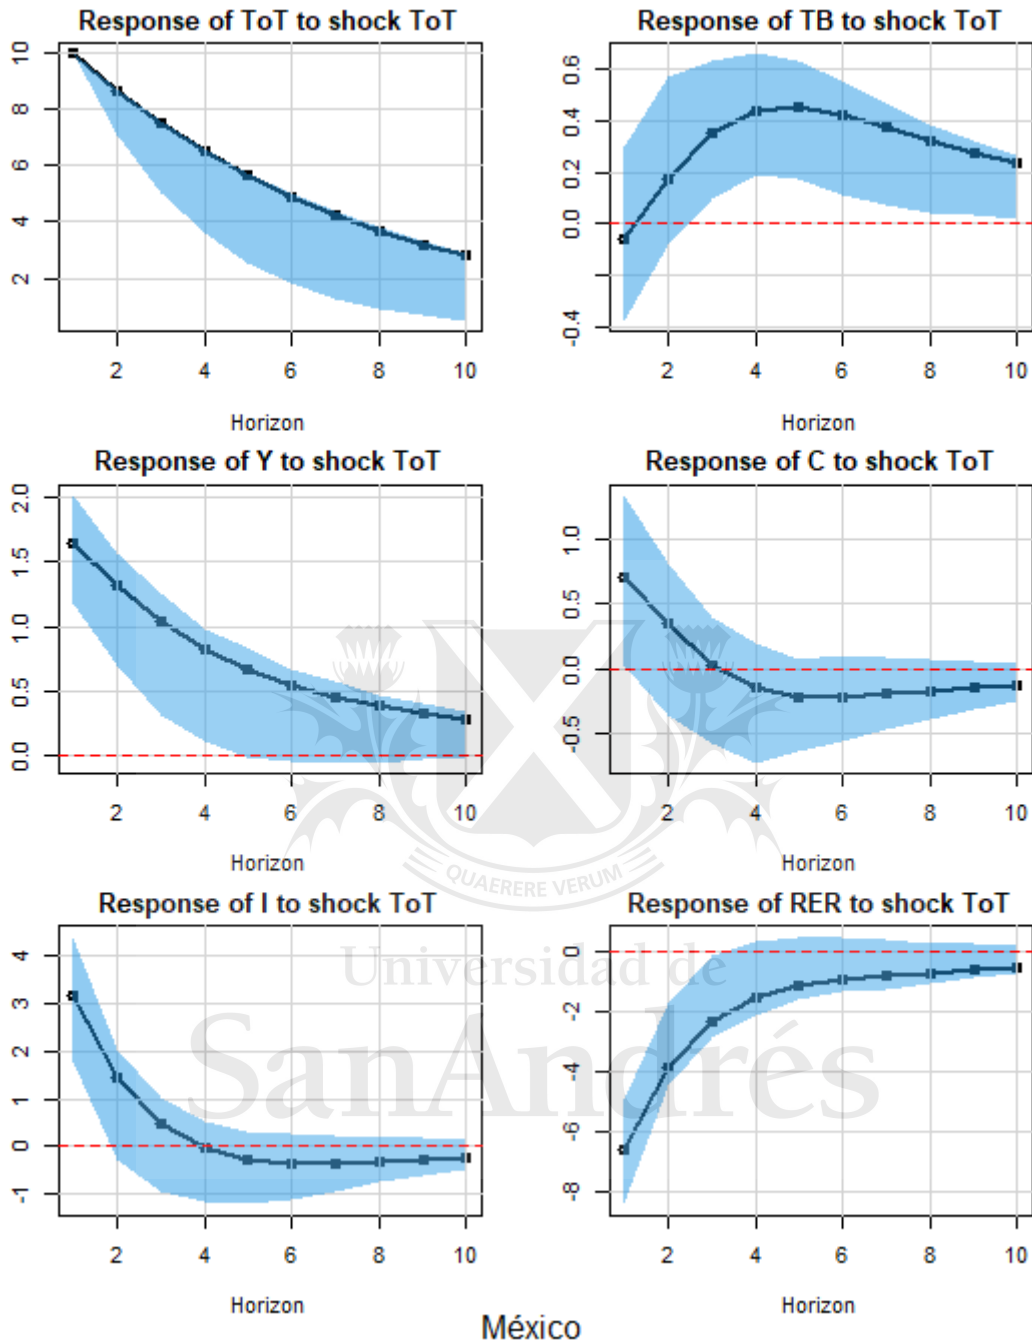 Response of ToT to shock ToT
10
8
6
4
2
2 4 6 8 10
Horizon
Response of TB to shock ToT
0.6
0.4
0.2
0.0
-0.4
2 4 6 8 10
Horizon
Response of Y to shock ToT
2.0
1.5
1.0
0.5
0.0
2 4 6 8 10
Horizon
Response of C to shock ToT
1.0
0.5
0.0
-0.5
2 4 6 8 10
Horizon
QUAERERE VERUM
Response of I to shock ToT
4
3
2
1
0
-1
2 4 6 8 10
Horizon
Response of RER to shock ToT
0
-2
-4
-6
-8
2 4 6 8 10
Horizon
Universidad de
SanAndrés
México